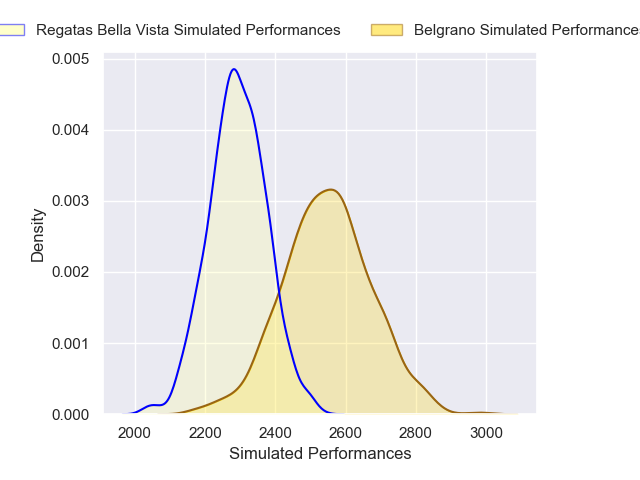 Regatas Bella Vista Simulated Performances
Belgrano Simulated Performances
0.005
0.004
0.003
0.002
0.001
0.000
Density
2000 2200 2400 2600 2800 3000
Simulated Performances